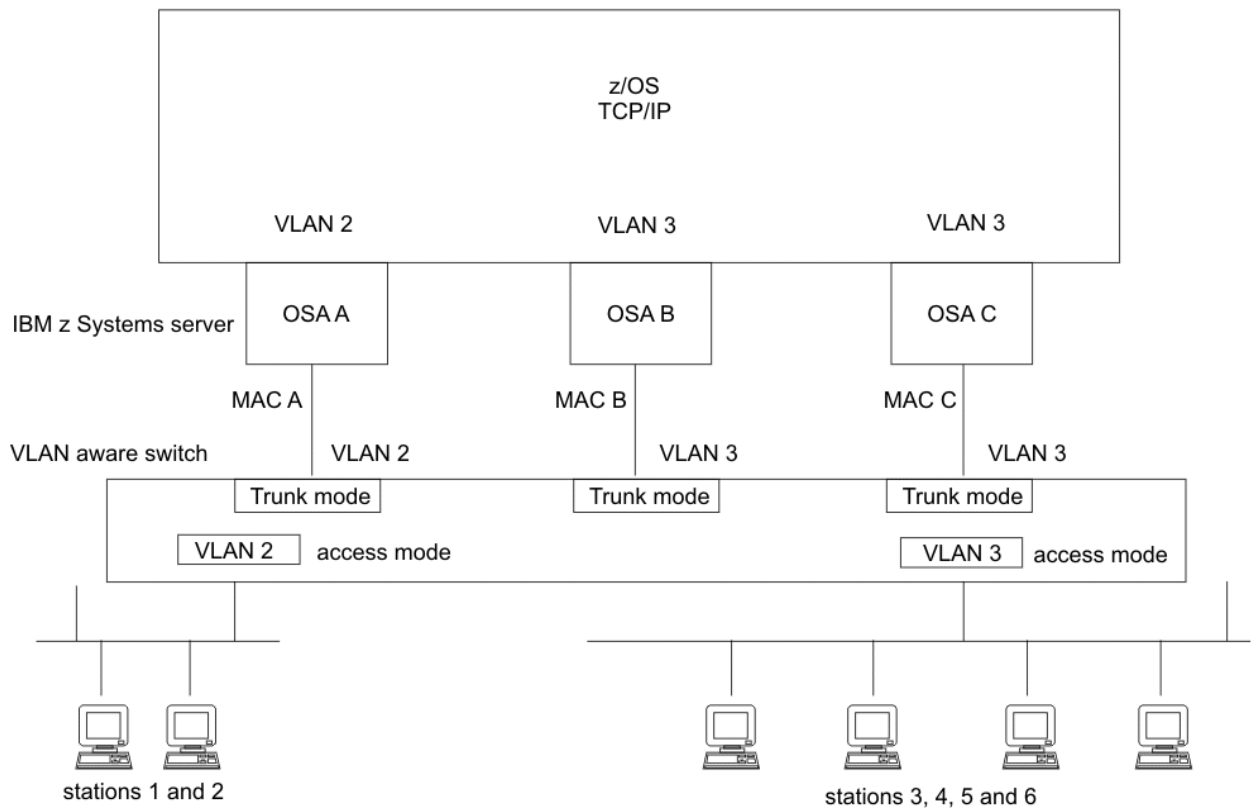 z/OS
TCP/IP
VLAN 2
VLAN 3
VLAN 3
IBM z Systems server
OSA A
OSA B
OSA C
MAC A
MAC B
MAC C
VLAN aware switch
VLAN 2
VLAN 3
VLAN 3
Trunk mode
Trunk mode
Trunk mode
VLAN 2
access mode
VLAN 3
access mode
stations 1 and 2
stations 3, 4, 5 and 6